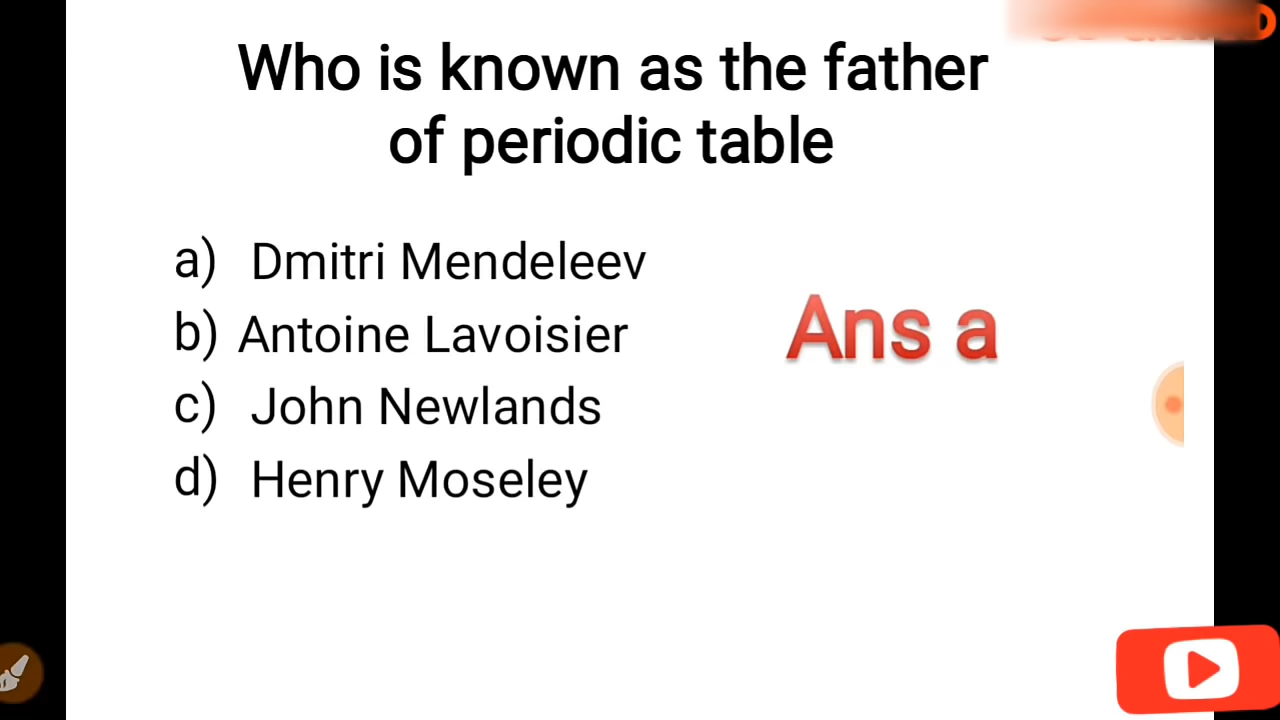 Who is known as the father
of periodic table
a) Dmitri Mendeleev
b) Antoine Lavoisier
Ans a
c) John Newlands
d) Henry Moseley